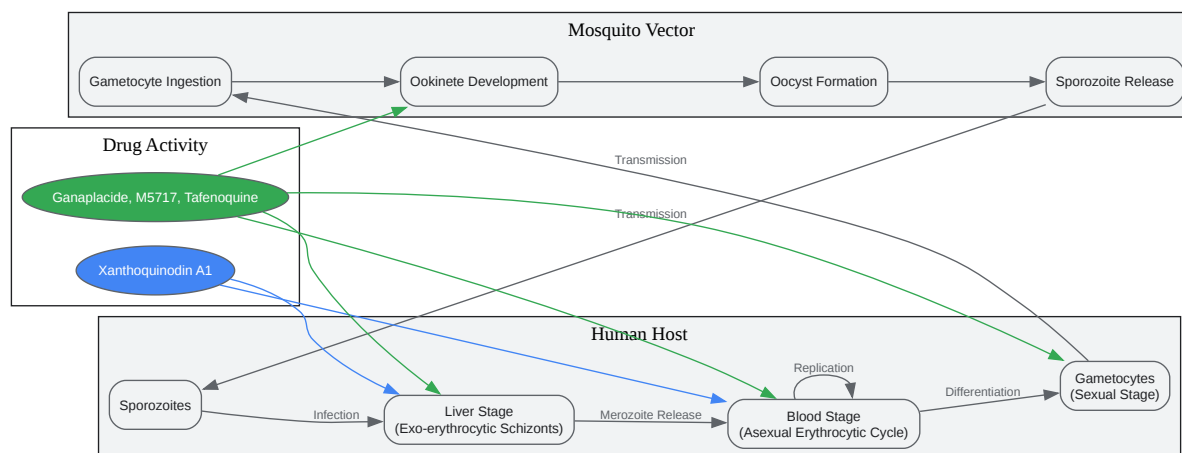 Mosquito Vector
Gametocyte Ingestion
Ookinete Development
Oocyst Formation
Sporozoite Release
Drug Activity
Transmission
Ganaplacide, M5717, Tafenoquine
Transmission
Xanthoquinodin A1
Human Host
Replication
Sporozoites
Infection
Liver Stage
(Exo-erythrocytic Schizonts)
Merozoite Release
Blood Stage
(Asexual Erythrocytic Cycle)
Differentiation
Gametocytes
(Sexual Stage)